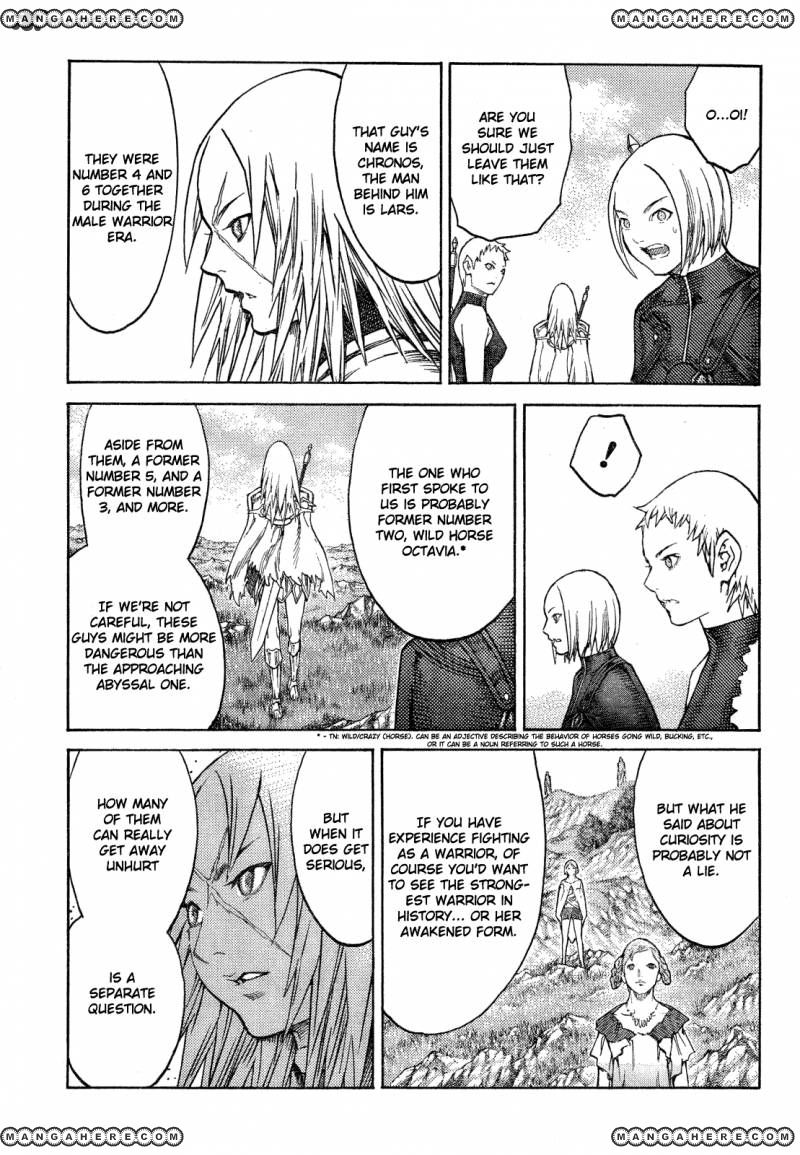 MANGAHERE.COM
MANGAHERE.COM
O...OI!
ARE YOU
SURE WE
SHOULD JUST
LEAVE THEM
LIKE THAT?
THAT GUY'S
NAME IS
CHRONOS,
THE MAN
BEHIND HIM
IS LARS.
THEY WERE
NUMBER 4 AND
6 TOGETHER
DURING THE
MALE WARRIOR
ERA.
!
THE ONE WHO
FIRST SPOKE TO
US IS PROBABLY
FORMER NUMBER
TWO, WILD HORSE
OCTAVIA.*
ASIDE FROM
THEM, A FORMER
NUMBER 5, AND A
FORMER NUMBER
3, AND MORE.
IF WE'RE NOT
CAREFUL, THESE
GUYS MIGHT BE MORE
DANGEROUS THAN
THE APPROACHING
ABYSSAL ONE.
* - TN: WILD/CRAZY (HORSE). CAN BE AN ADJECTIVE DESCRIBING THE BEHAVIOR OF HORSES GOING WILD, BUCKING, ETC.,
OR IT CAN BE A NOUN REFERRING TO SUCH A HORSE.
BUT WHAT HE
SAID ABOUT
CURIOSITY IS
PROBABLY NOT
A LIE.
IF YOU HAVE
EXPERIENCE FIGHTING
AS A WARRIOR, OF
COURSE YOU'D WANT
TO SEE THE STRONG-
EST WARRIOR IN
HISTORY... OR HER
AWAKENED FORM.
BUT
WHEN IT
DOES GET
SERIOUS,
HOW MANY
OF THEM
CAN REALLY
GET AWAY
UNHURT
IS A
SEPARATE
QUESTION.
MANGAHERE.COM
MANGAHERE.COM